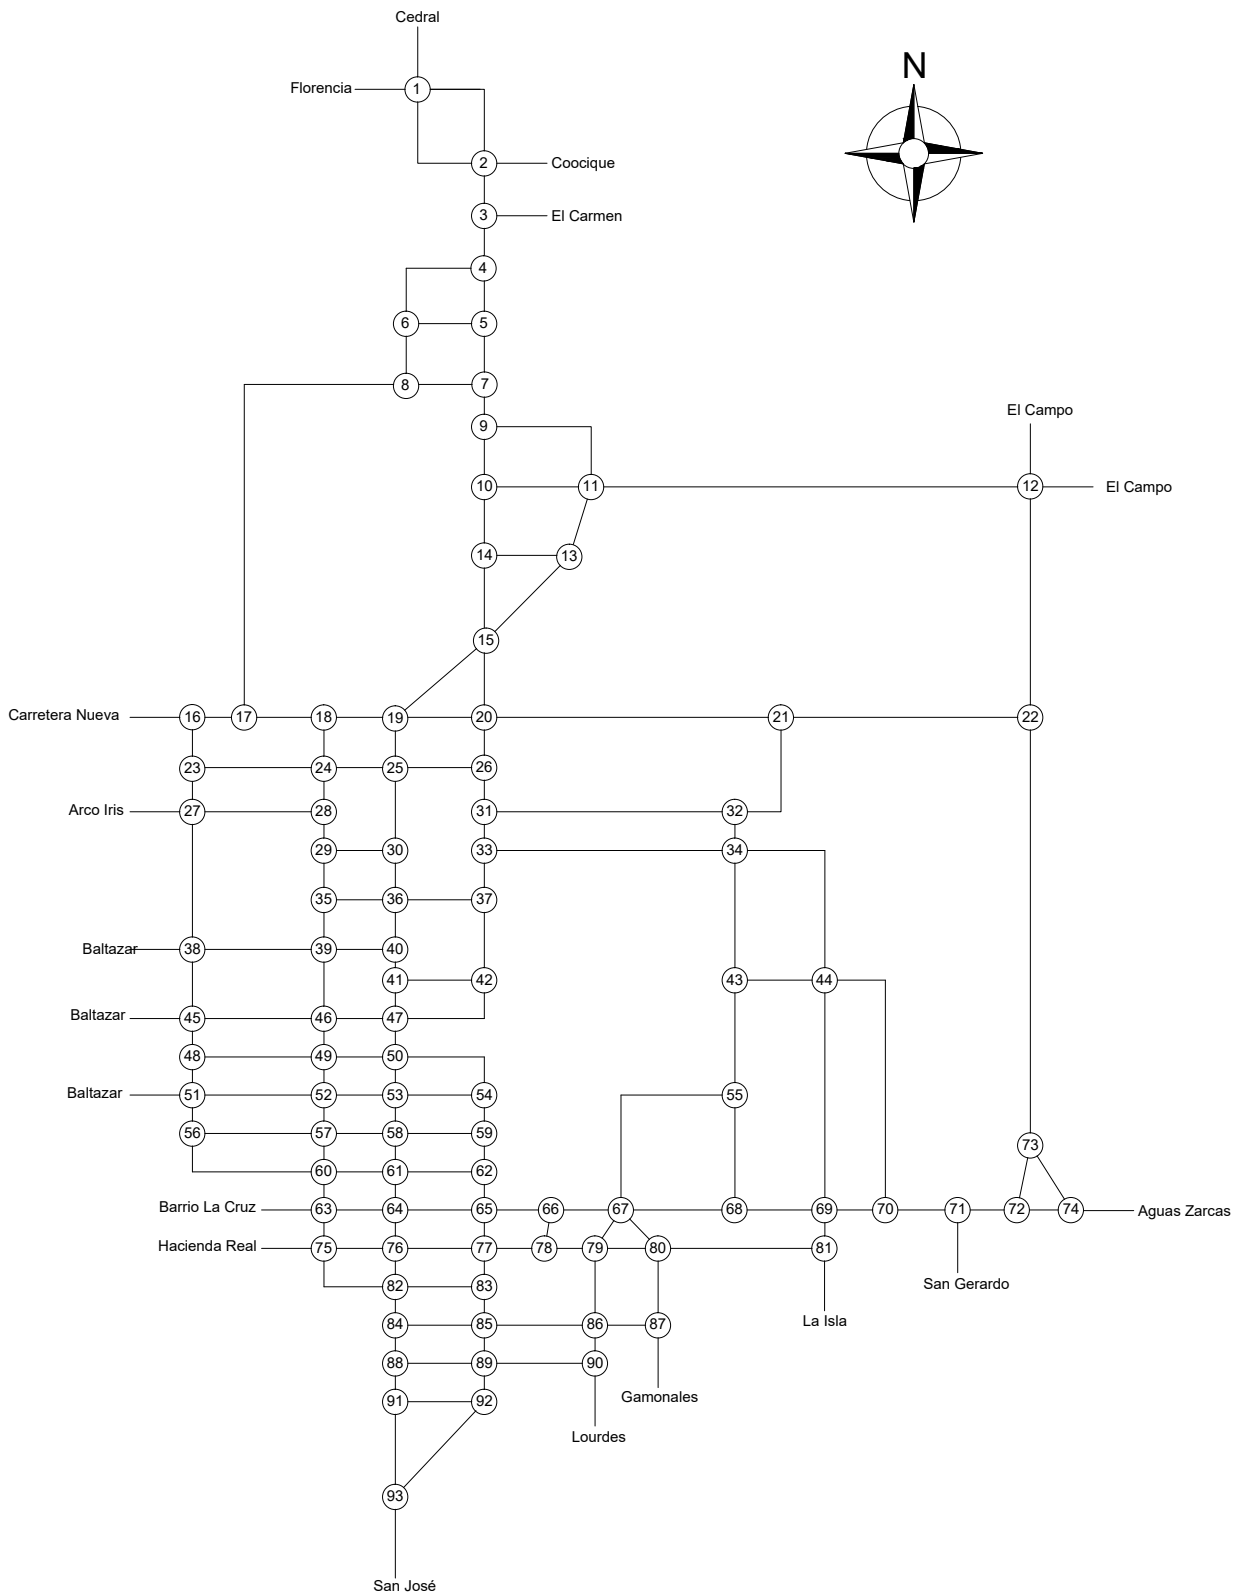 Cedral
N
Florencia 1
2 Coocique
3 El Carmen
4
6 5
8 7
El Campo
9
10 11 12 El Campo
14 13
15
Carretera Nueva 16 17 18 19 20 21 22
23 24 25 26
Arco Iris 27 28 31 32
29 30 33 34
35 36 37
Baltazar 38 39 40
41 42 43 44
Baltazar 45 46 47
48 49 50
Baltazar 51 52 53 54 55
56 57 58 59
73
60 61 62
Barrio La Cruz 63 64 65 66 67 68 69 70 71 72 74 Aguas Zarcas
Hacienda Real 75 76 77 78 79 80 81
82 83 San Gerardo
La Isla
84 85 86 87
88 89 90
Gamonales
91 92
Lourdes
93
San José